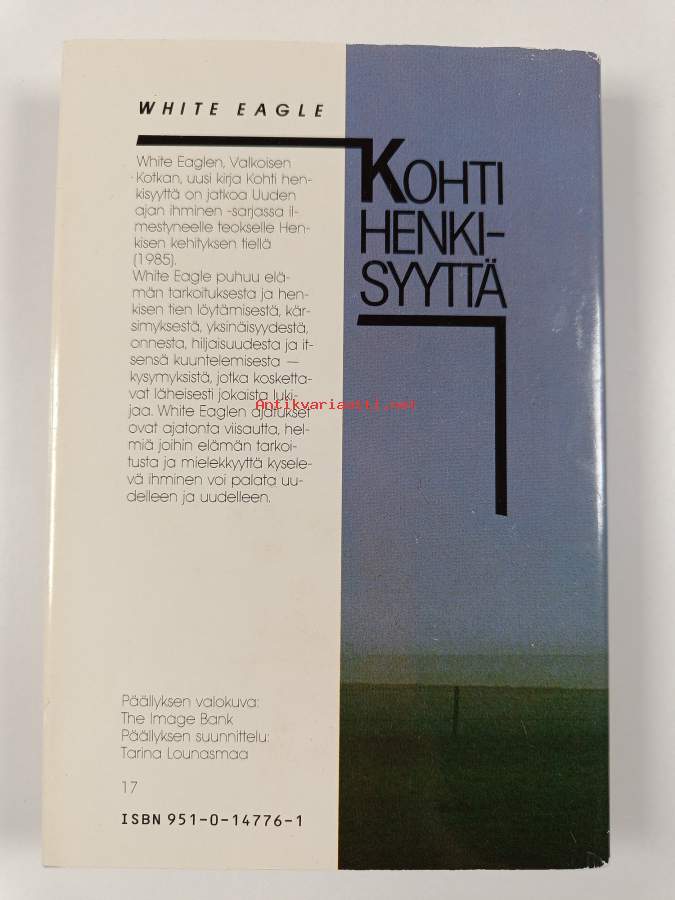 WHITE EAGLE
White Eaglen, Valkoisen
Kotkan, uusi kirja Kohti hen-
kisyyttä on jatkoa Uuden
ajan ihminen -sarjassa il-
mestyneelle teokselle Hen-
kisen kehityksen tiellä
(1985).
White Eagle puhuu elä-
män tarkoituksesta ja hen-
kisen tien löytämisestä, kär-
simyksestä, yksinäisyydestä,
onnesta, hiljaisuudesta ja it-
sensä kuuntelemisesta —
kysymyksistä, jotka kosketta-
vat läheisesti jokaista luki-
jaa. White Eaglen ajatukset
ovat ajatonta viisautta, hel-
miä joihin elämän tarkoi-
tusta ja mielekkyyttä kysele-
vä ihminen voi palata uu-
delleen ja uudelleen.
Päällyksen valokuva:
The Image Bank
Päällyksen suunnittelu:
Tarina Lounasmaa
17
ISBN 951-0-14776-1
KOHTI
HENKI-
SYYTTÄ
Antikvariaatti.net